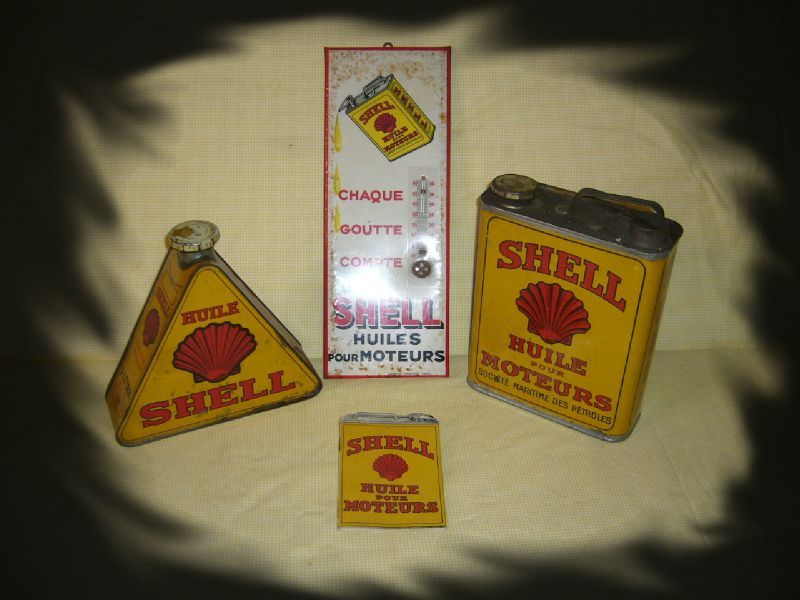 SHELL
HUILE
POUR
MOTEURS
CHAQUE
GOUTTE
COMPTE
SHELL
HUILES
POUR MOTEURS
HUILE
SHELL
SHELL
HUILE
POUR
MOTEURS
SOCIÉTÉ MARITIME DES PÉTROLES
SHELL
HUILE
POUR
MOTEURS